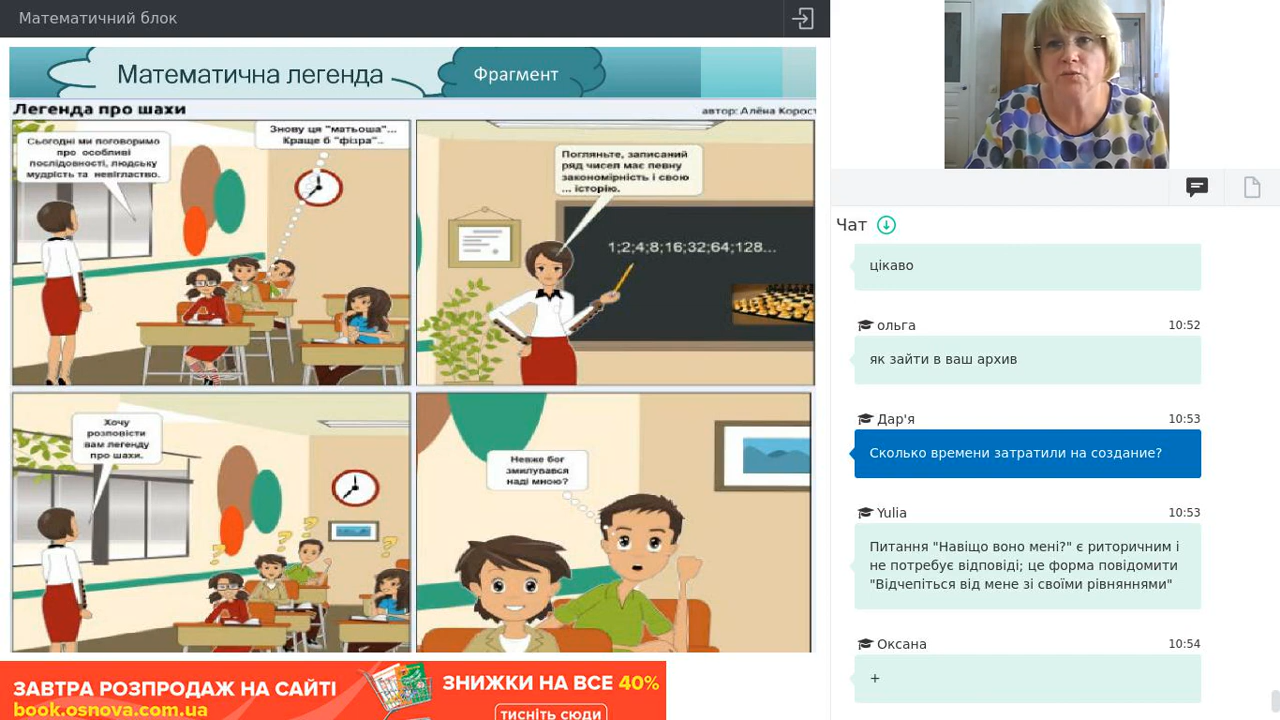 Математичний блок
Математична легенда
Фрагмент
Легенда про шахи
автор: Алёна Корост
Сьогодні ми поговоримо
про особливі
послідовності, людську
мудрість та невігластво.
Знову ця "матьоша"...
Краще б "фізра"..
Погляньте, записаний
ряд чисел має певну
закономірність і свою
... історію.
1;2;4;8;16;32;64;128...
Хочу
розповісти
вам легенду
про шахи.
Невже бог
змилувався
наді мною?
ЗАВТРА РОЗПРОДАЖ НА САЙТІ
book.osnova.com.ua
ЗНИЖКИ НА ВСЕ 40%
тисніть сюди
Чат
цікаво
ольга 10:52
як зайти в ваш архив
Дар'я 10:53
Сколько времени затратили на создание?
Yulia 10:53
Питання "Навіщо воно мені?" є риторичним і
не потребує відповіді; це форма повідомити
"Відчепіться від мене зі своїми рівняннями"
Оксана 10:54
+